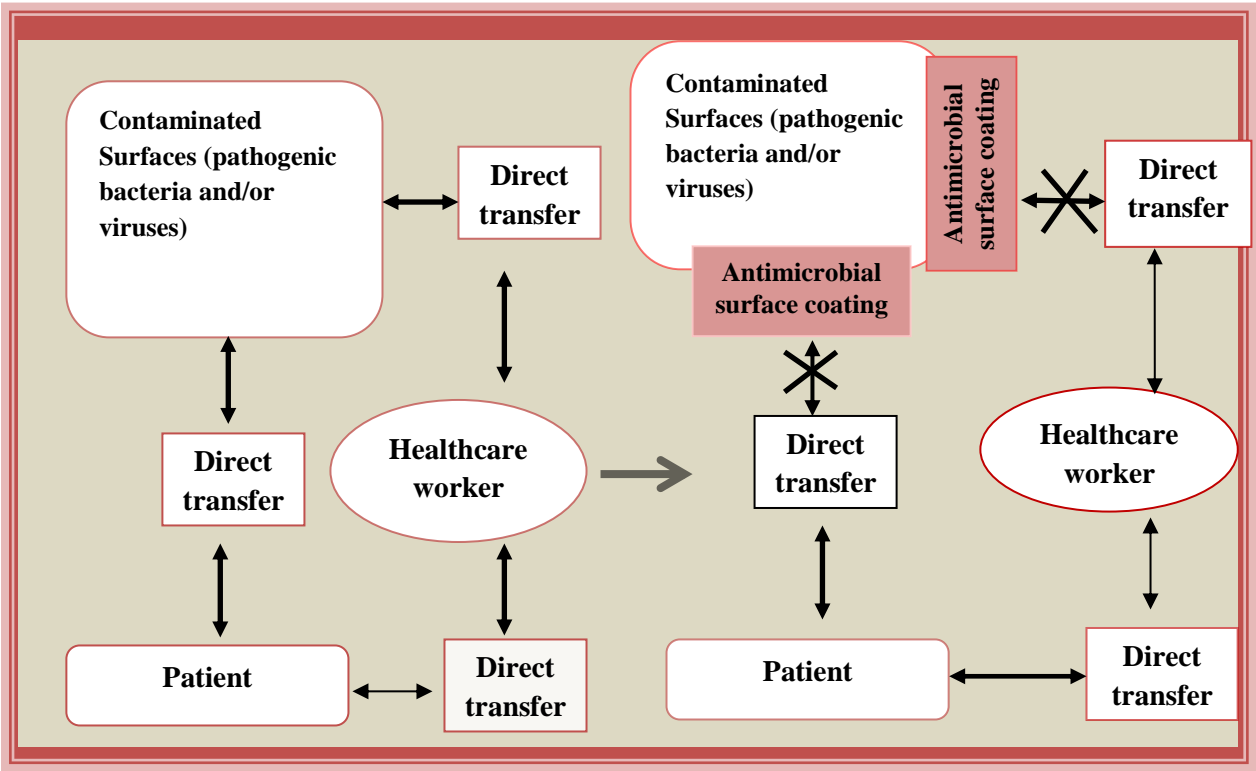 Contaminated
Surfaces (pathogenic
bacteria and/or
viruses)
Direct
transfer
Healthcare
worker
Direct
transfer
Patient
Direct
transfer
Contaminated
Surfaces (pathogenic
bacteria and/or
viruses)
Antimicrobial
surface coating
Antimicrobial
surface coating
Direct
transfer
Direct
transfer
Healthcare
worker
Patient
Direct
transfer